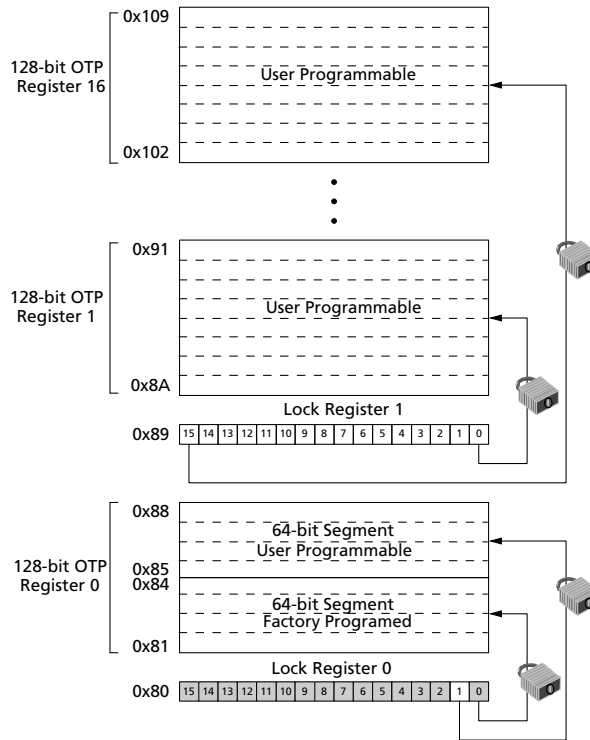 0x109
128-bit OTP
Register 16
User Programmable
0x102
0x91
128-bit OTP
Register 1
User Programmable
0x8A
Lock Register 1
0x89 15 14 13 12 11 10 9 8 7 6 5 4 3 2 1 0
0x88
64-bit Segment
User Programmable
128-bit OTP
Register 0
0x85
0x84
64-bit Segment
Factory Programed
0x81
Lock Register 0
0x80 15 14 13 12 11 10 9 8 7 6 5 4 3 2 1 0